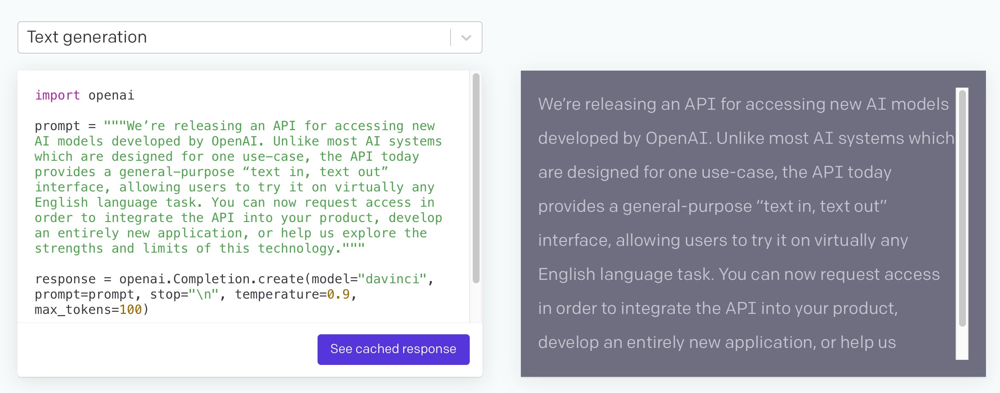 Text generation
import openai
prompt = """We’re releasing an API for accessing new
AI models developed by OpenAI. Unlike most AI systems
which are designed for one use-case, the API today
provides a general-purpose “text in, text out”
interface, allowing users to try it on virtually any
English language task. You can now request access in
order to integrate the API into your product, develop
an entirely new application, or help us explore the
strengths and limits of this technology."""
response = openai.Completion.create(model="davinci",
prompt=prompt, stop="\n", temperature=0.9,
max_tokens=100)
See cached response
We’re releasing an API for accessing new AI models
developed by OpenAI. Unlike most AI systems which
are designed for one use-case, the API today
provides a general-purpose “text in, text out”
interface, allowing users to try it on virtually any
English language task. You can now request access
in order to integrate the API into your product,
develop an entirely new application, or help us